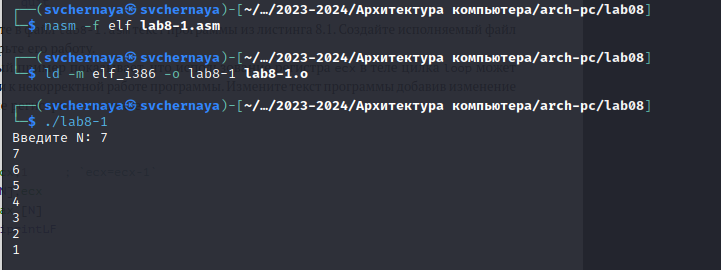 ┌──(svchernaya㉿svchernaya)-[~/…/2023-2024/Архитектура компьютера/arch-pc/lab08]
└─$ nasm -f elf lab8-1.asm
┌──(svchernaya㉿svchernaya)-[~/…/2023-2024/Архитектура компьютера/arch-pc/lab08]
└─$ ld -m elf_i386 -o lab8-1 lab8-1.o
┌──(svchernaya㉿svchernaya)-[~/…/2023-2024/Архитектура компьютера/arch-pc/lab08]
└─$ ./lab8-1
Введите N: 7
7
6
5
4
3
2
1